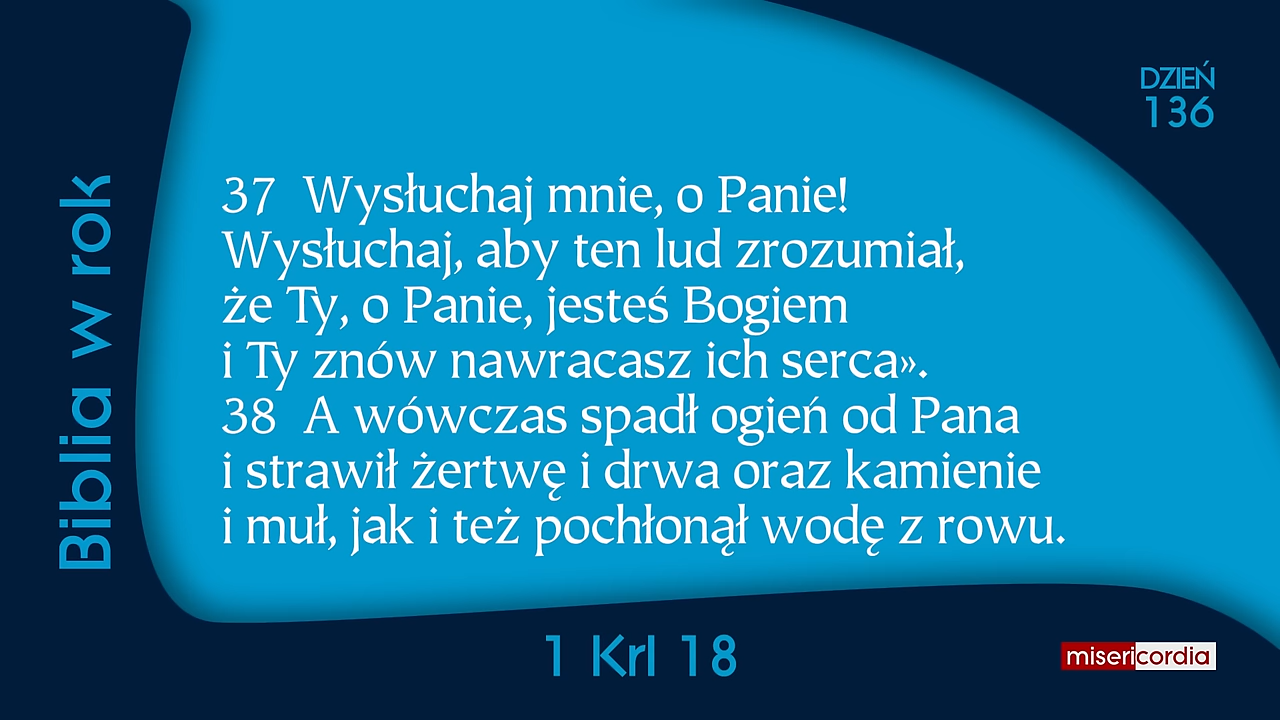 DZIEŃ
136
Biblia w rok
37 Wysłuchaj mnie, o Panie!
Wysłuchaj, aby ten lud zrozumiał,
że Ty, o Panie, jesteś Bogiem
i Ty znów nawracasz ich serca».
38 A wówczas spadł ogień od Pana
i strawił żertwę i drwa oraz kamienie
i muł, jak i też pochłonął wodę z rowu.
1 Krl 18
misericordia